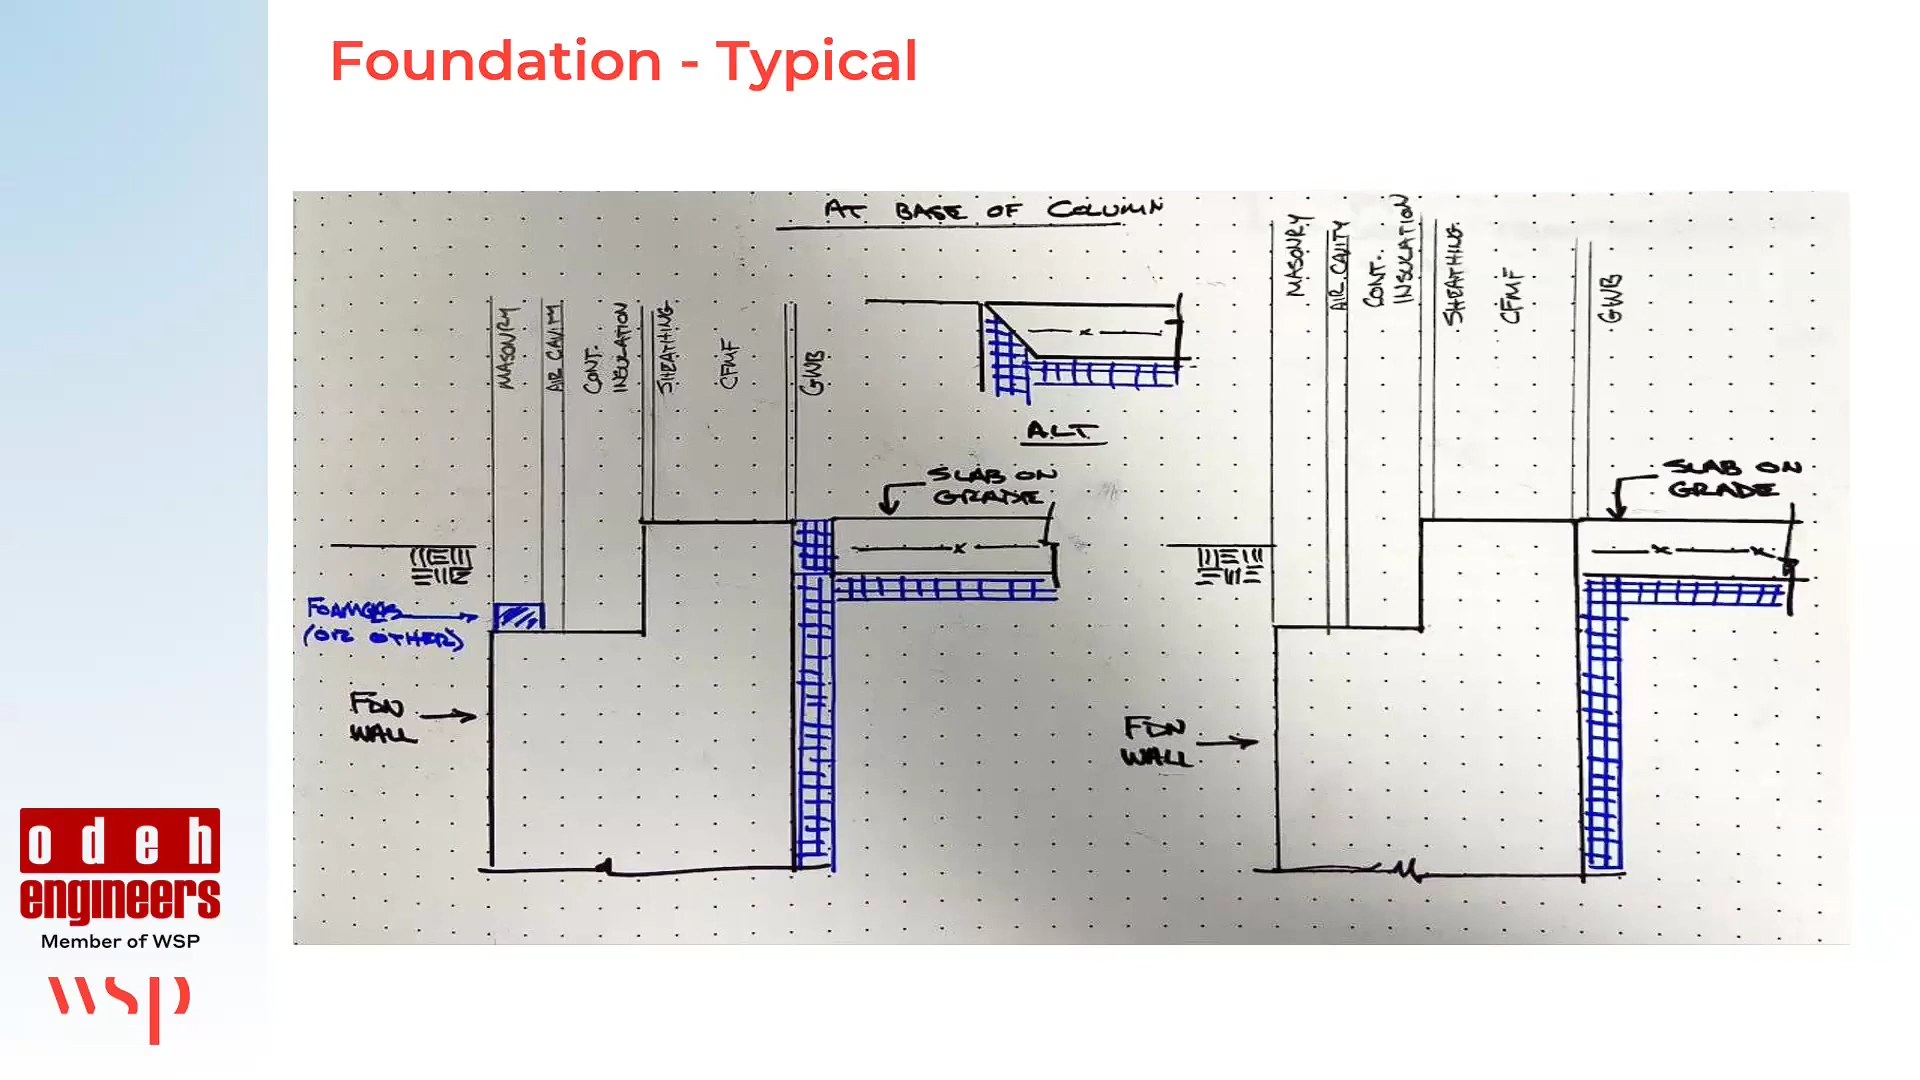 Foundation - Typical
AT BASE OF COLUMN
MASONRY
AIR CAVITY
CONT.
INSULATION
SHEATHING
CFMF
GWB
ALT
SLAB ON
GRADE
FOAMGLAS
(OR OTHER)
FDN
WALL
MASONRY
AIR CAVITY
CONT.
INSULATION
SHEATHING
CFMF
GWB
SLAB ON
GRADE
FDN
WALL
odeh
engineers
Member of WSP
wsp